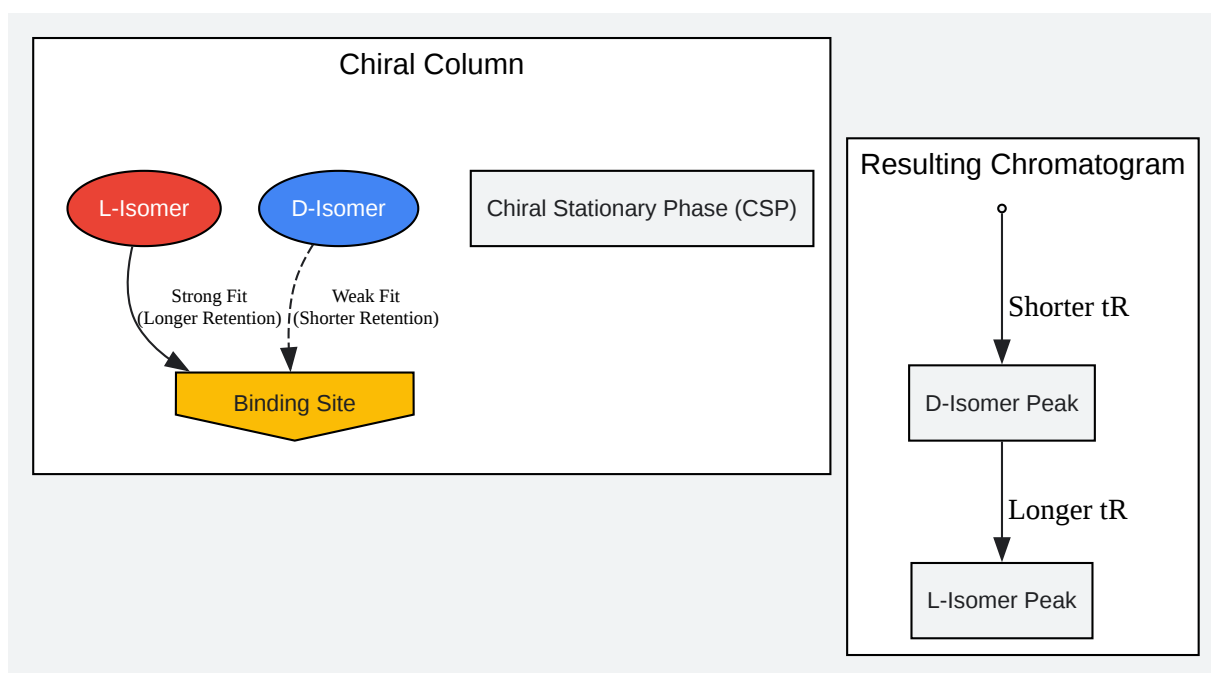 Chiral Column
L-Isomer
D-Isomer
Chiral Stationary Phase (CSP)
Strong Fit
(Longer Retention)
Weak Fit
(Shorter Retention)
Binding Site
Resulting Chromatogram
Shorter tR
D-Isomer Peak
Longer tR
L-Isomer Peak